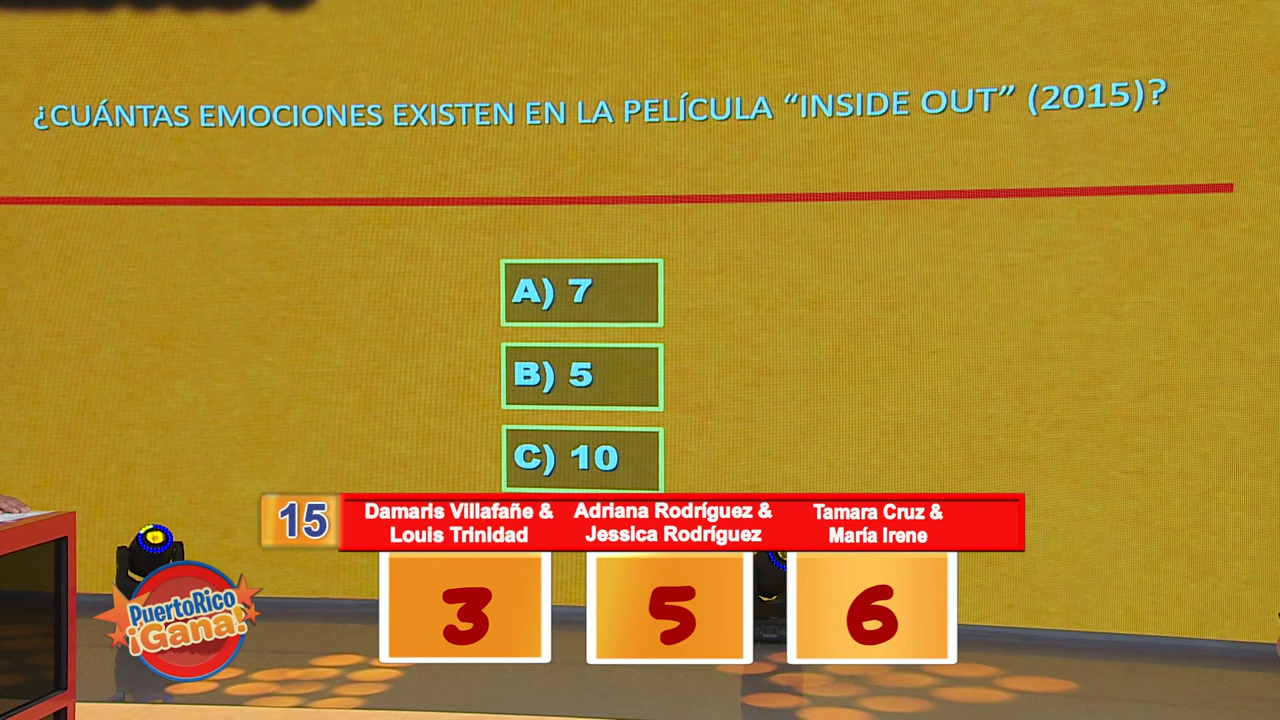 ¿CUÁNTAS EMOCIONES EXISTEN EN LA PELÍCULA “INSIDE OUT” (2015)?
A) 7
B) 5
C) 10
15
Damaris Villafañe &
Louis Trinidad
Adriana Rodríguez &
Jessica Rodríguez
Tamara Cruz &
María Irene
3
5
6
PuertoRico
¡Gana!